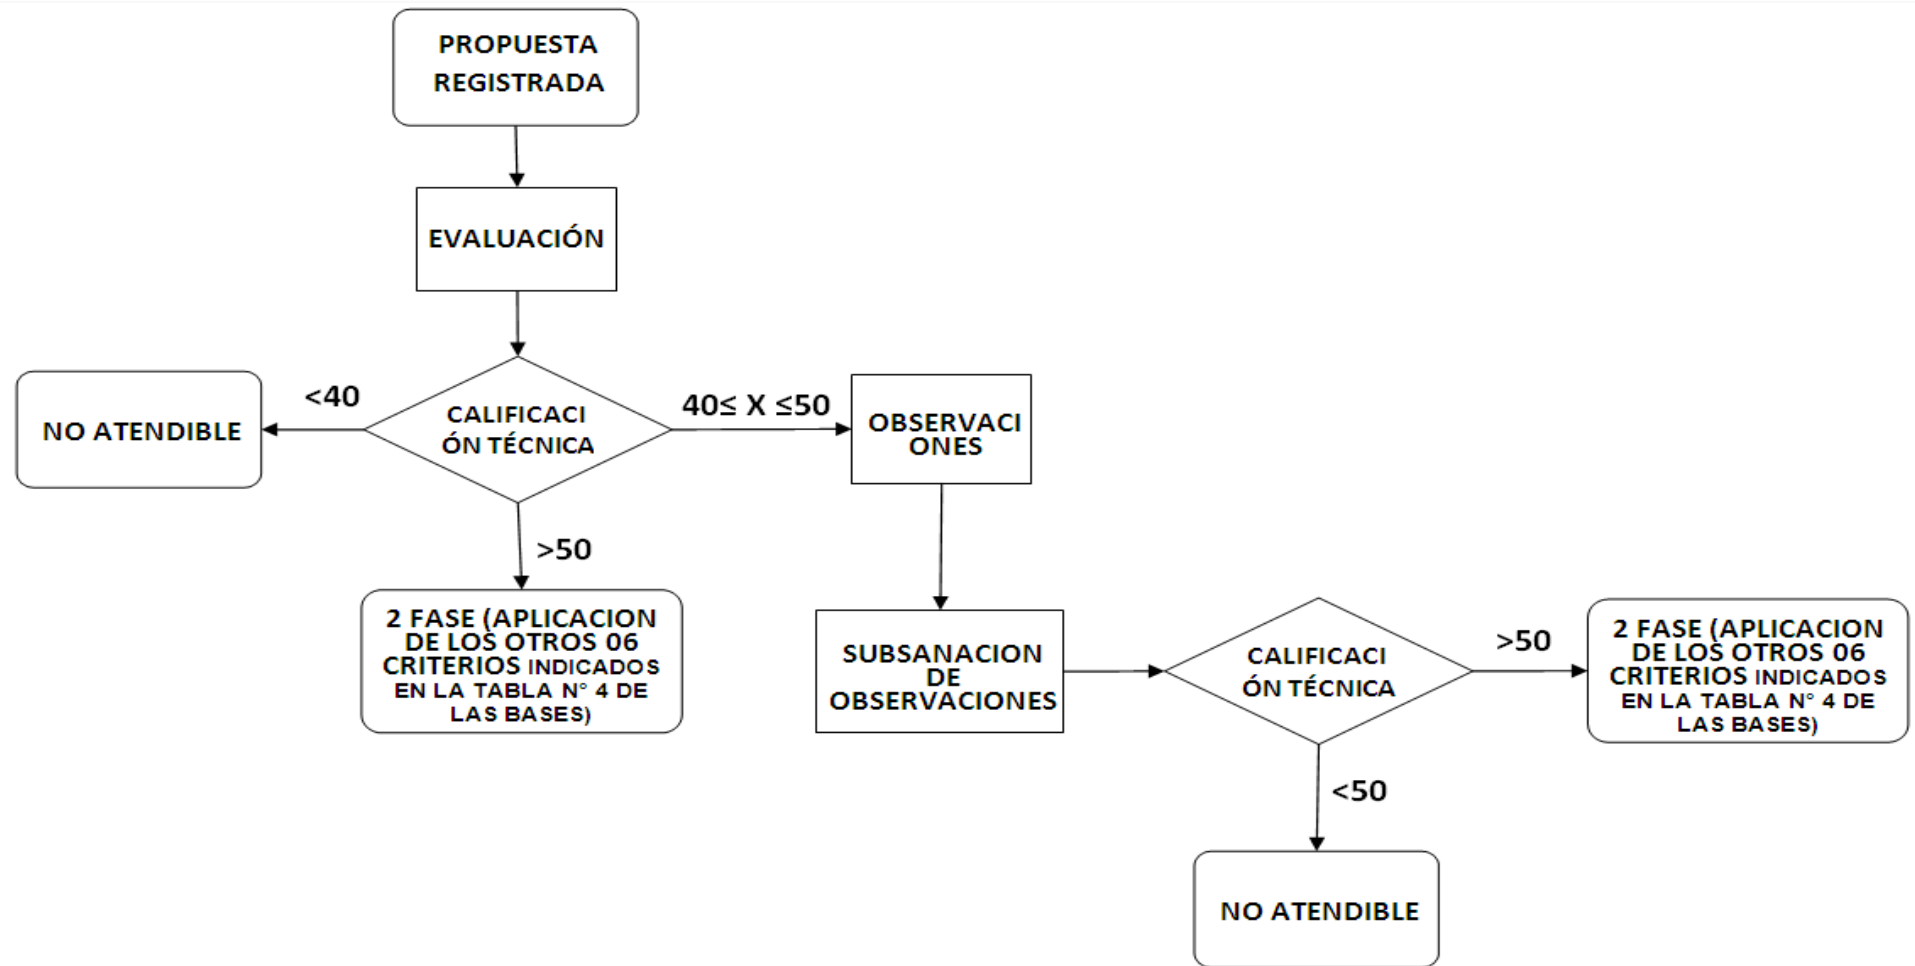 PROPUESTA
REGISTRADA
EVALUACIÓN
<40
CALIFICACI
ÓN TÉCNICA
40≤ X ≤50
NO ATENDIBLE
OBSERVACI
ONES
>50
2 FASE (APLICACION
DE LOS OTROS 06
CRITERIOS INDICADOS
EN LA TABLA N° 4 DE
LAS BASES)
SUBSANACION
DE
OBSERVACIONES
CALIFICACI
ÓN TÉCNICA
>50
2 FASE (APLICACION
DE LOS OTROS 06
CRITERIOS INDICADOS
EN LA TABLA N° 4 DE
LAS BASES)
<50
NO ATENDIBLE